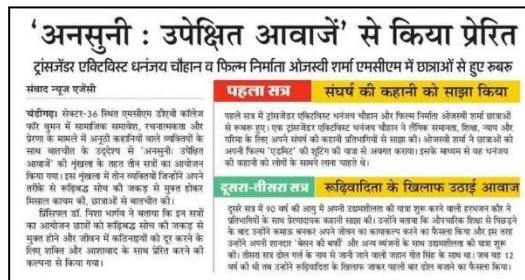 'अनसुनी : उपेक्षित आवाजें' से किया प्रेरित
ट्रांसजेंडर एक्टिविस्ट धनंजय चौहान व फिल्म निर्माता ओजस्वी शर्मा एमसीएम में छात्राओं से हुए रूबरू
संवाद न्यूज एजेंसी
चंडीगढ़। सेक्टर-36 स्थित एमसीएम डीएवी कॉलेज
फॉर वुमन में सामाजिक समावेश, रचनात्मकता और
प्रेरणा के मामले में अनूठी कहानियों वाले व्यक्तियों के
साथ बातचीत के उद्देश्य से 'अनसुनीः उपेक्षित
आवाजें' की शृंखला के तहत तीन सत्रों का आयोजन
किया गया। इस शृंखला में तीन व्यक्तियों जिन्होंने अपने
तरीके से रूढ़िबद्ध सोच की जकड़ से मुक्त होकर
मिसाल कायम की, छात्राओं से बातचीत की।
प्रिंसिपल डॉ. निशा भार्गव ने बताया कि इन सत्रों
का आयोजन छात्रों को रूढ़िबद्ध सोच की जकड़ से
मुक्त होने और जीवन में कठिनाइयों को दूर करने के
लिए शक्ति और आशावाद के साथ प्रेरित करने की
कल्पना से किया गया।
पहला सत्र संघर्ष की कहानी को साझा किया
पहले सत्र में ट्रांसजेंडर एक्टिविस्ट धनंजय चौहान और फिल्म निर्माता ओजस्वी शर्मा छात्राओं
से रूबरू हुए। एक ट्रांसजेंडर एक्टिविस्ट धनंजय चौहान ने लैंगिक समानता, शिक्षा, न्याय और
गरिमा के लिए अपने संघर्ष की कहानी प्रतिभागियों से साझा की। ओजस्वी शर्मा ने छात्राओं को
अपनी फिल्म 'एडमिटेड' की शूटिंग की यात्रा से अवगत कराया। इसके माध्यम से वह धनंजय
चौहान की कहानी को लोगों के सामने लाना चाहते थे।
दूसरा-तीसरा सत्र रूढ़िवादिता के खिलाफ उठाई आवाज
दूसरे सत्र में 90 वर्ष की आयु में अपनी उद्यमशीलता की यात्रा शुरू करने वाली हरभजन कौर ने
प्रतिभागियों के साथ प्रेरणादायक कहानी साझा की। उन्होंने बताया कि औपचारिक शिक्षा से पिछड़ने
के बाद उन्होंने कमाऊ बनकर अपने जीवन का कायाकल्प करने का फैसला किया और इस तरह
उन्होंने अपनी शानदार 'बेसन की बर्फी' और अन्य व्यंजनों के साथ उद्यमशीलता की यात्रा शुरू
की। तीसरा सत्र ढोल गर्ल के नाम से जानी जाने वाली जहान गीत सिंह के साथ था। जब वह 12
वर्ष की थी तब उन्होंने रूढ़िवादिता के खिलाफ जाकर पहली बार ढोल बजाने का फैसला किया।